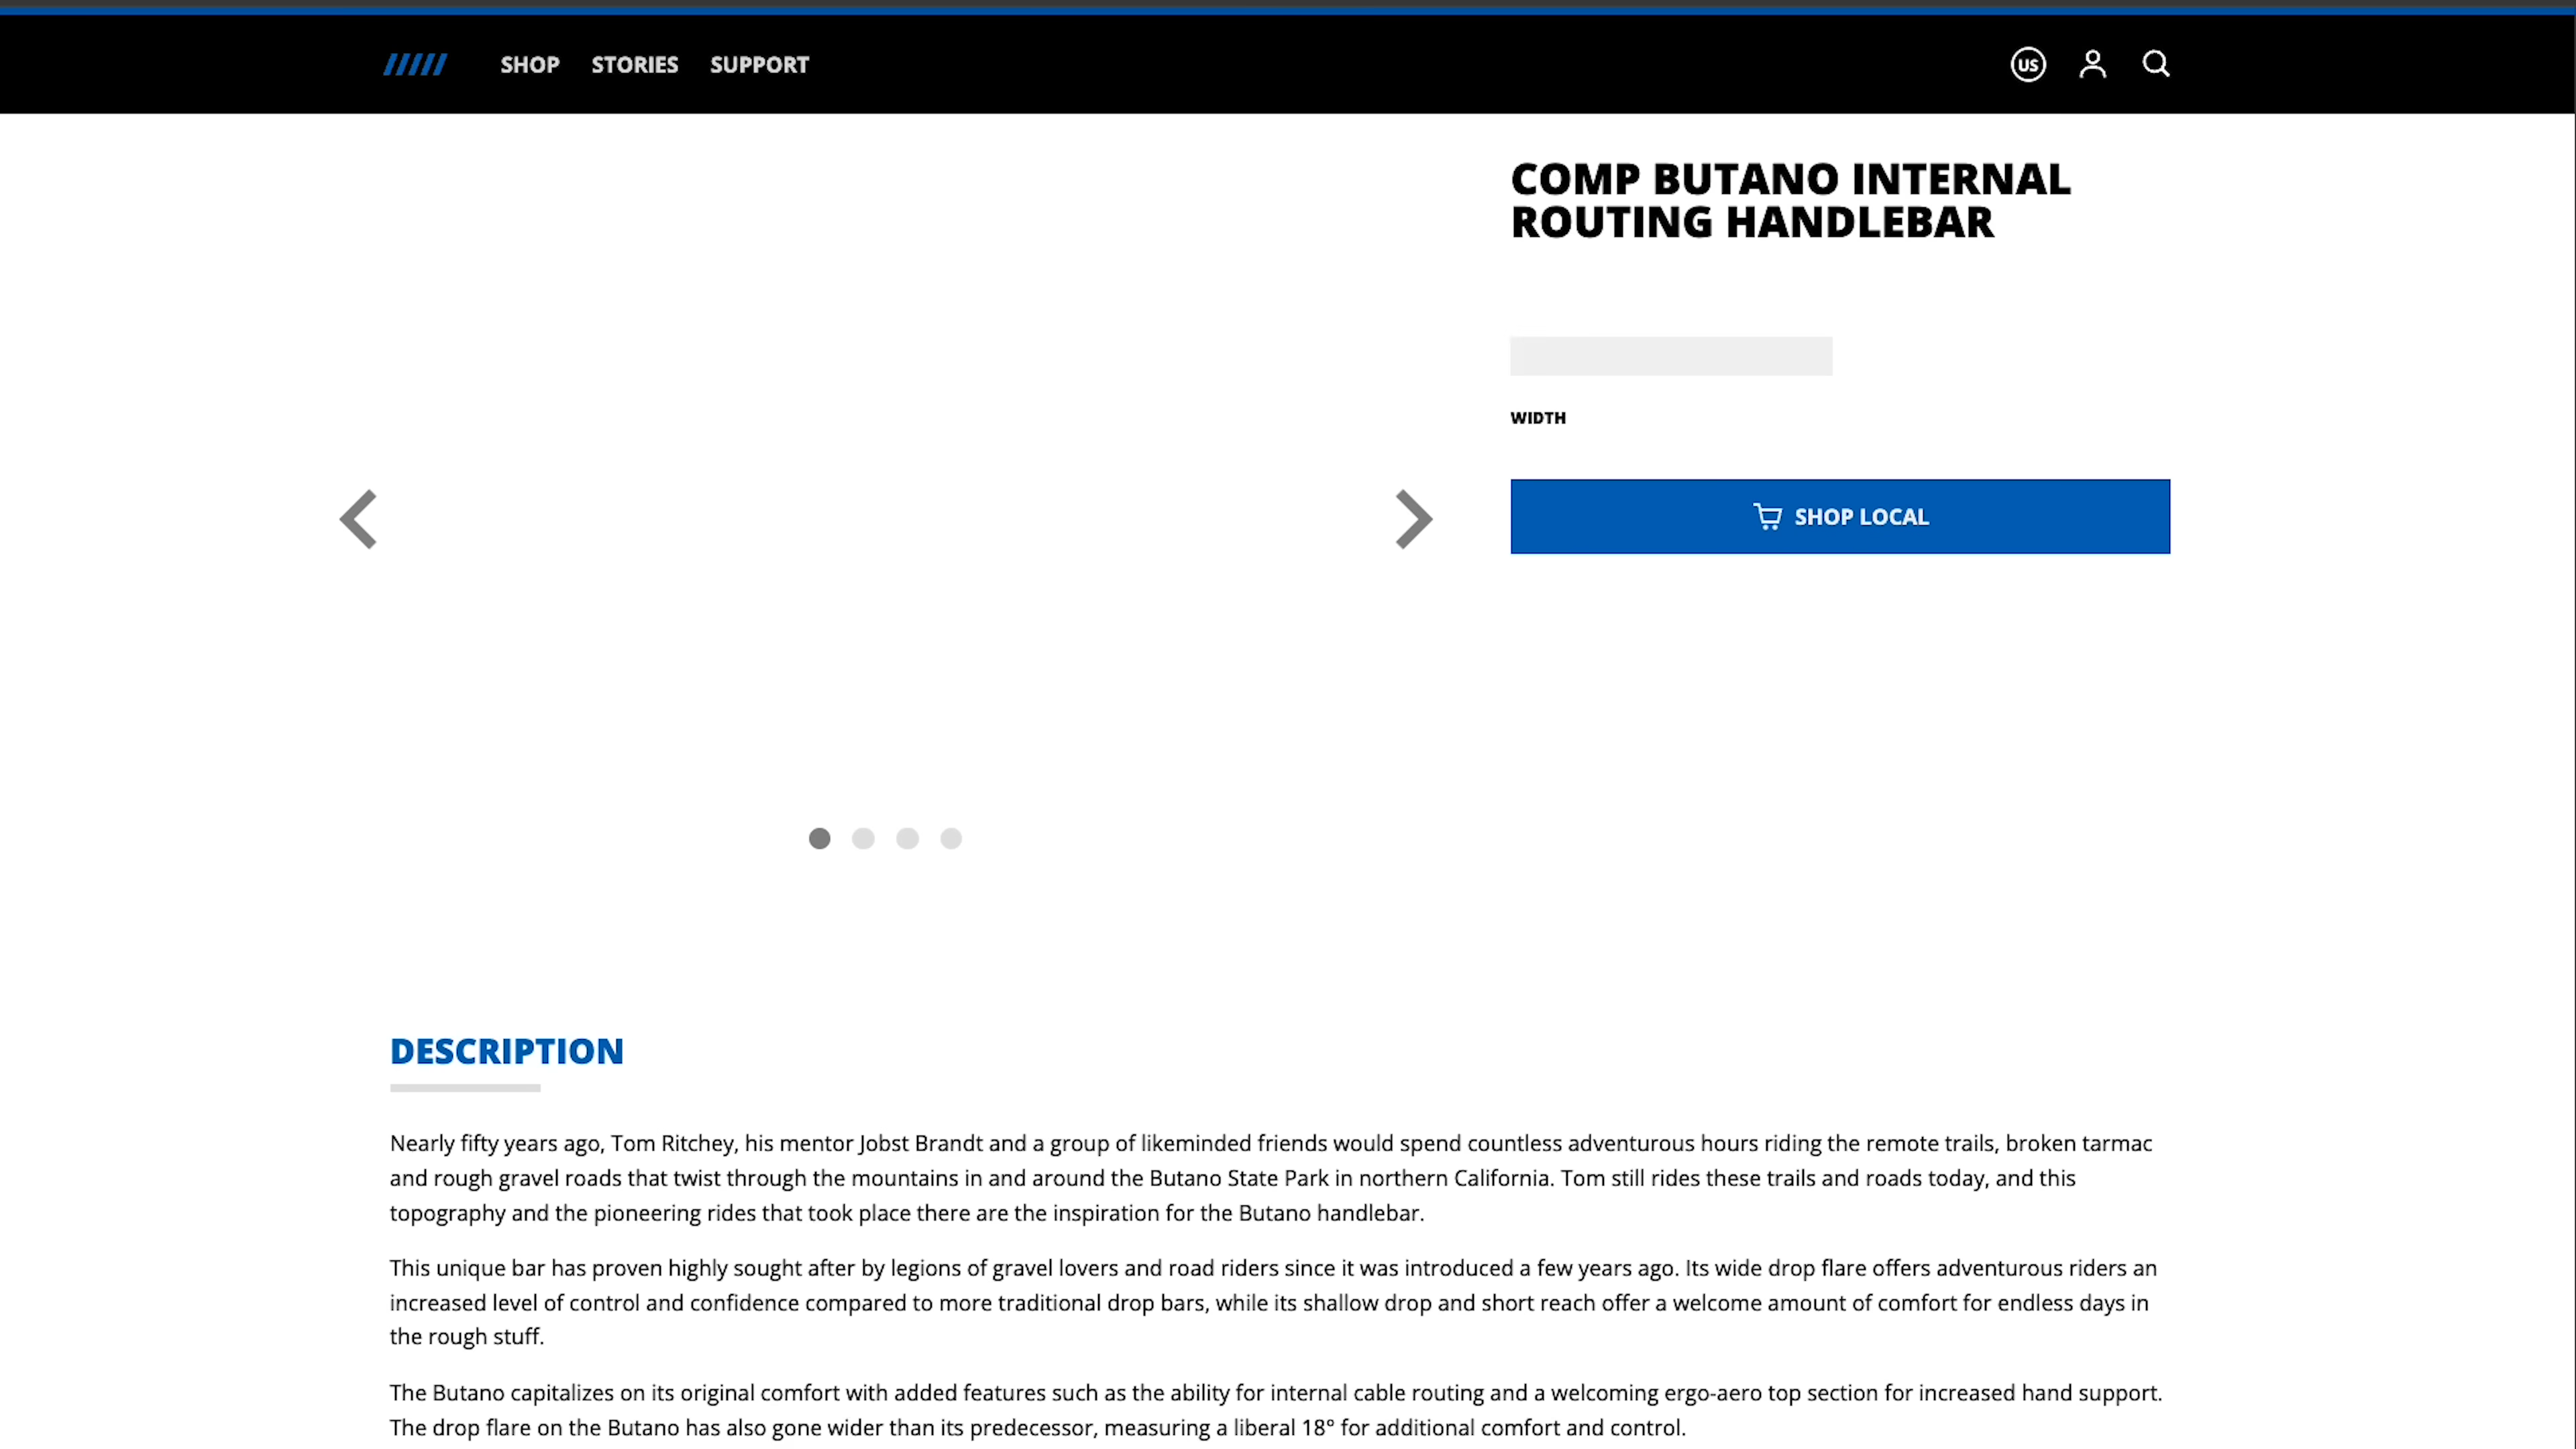 SHOP STORIES SUPPORT US
COMP BUTANO INTERNAL
ROUTING HANDLEBAR
WIDTH
SHOP LOCAL
DESCRIPTION
Nearly fifty years ago, Tom Ritchey, his mentor Jobst Brandt and a group of likeminded friends would spend countless adventurous hours riding the remote trails, broken tarmac
and rough gravel roads that twist through the mountains in and around the Butano State Park in northern California. Tom still rides these trails and roads today, and this
topography and the pioneering rides that took place there are the inspiration for the Butano handlebar.
This unique bar has proven highly sought after by legions of gravel lovers and road riders since it was introduced a few years ago. Its wide drop flare offers adventurous riders an
increased level of control and confidence compared to more traditional drop bars, while its shallow drop and short reach offer a welcome amount of comfort for endless days in
the rough stuff.
The Butano capitalizes on its original comfort with added features such as the ability for internal cable routing and a welcoming ergo-aero top section for increased hand support.
The drop flare on the Butano has also gone wider than its predecessor, measuring a liberal 18° for additional comfort and control.